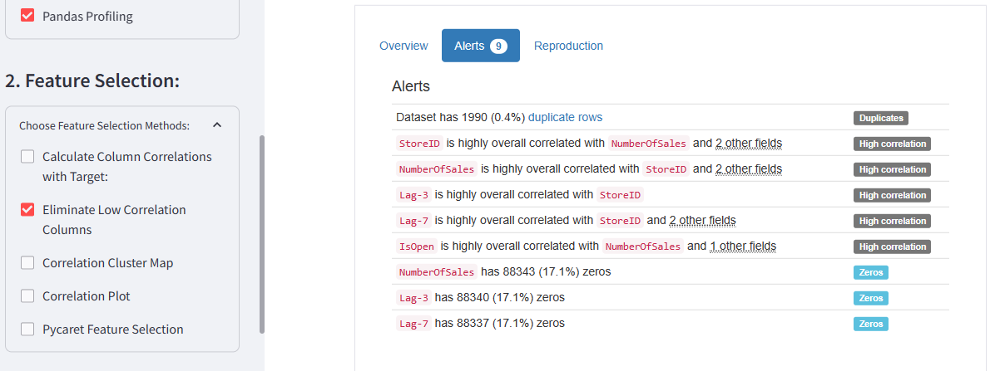 Pandas Profiling
2. Feature Selection:
Choose Feature Selection Methods:
Calculate Column Correlations
with Target:
Eliminate Low Correlation
Columns
Correlation Cluster Map
Correlation Plot
Pycaret Feature Selection
Overview Alerts 9 Reproduction
Alerts
Dataset has 1990 (0.4%) duplicate rows Duplicates
StoreID is highly overall correlated with NumberOfSales and 2 other fields High correlation
NumberOfSales is highly overall correlated with StoreID and 2 other fields High correlation
Lag-3 is highly overall correlated with StoreID High correlation
Lag-7 is highly overall correlated with StoreID and 2 other fields High correlation
IsOpen is highly overall correlated with NumberOfSales and 1 other fields High correlation
NumberOfSales has 88343 (17.1%) zeros Zeros
Lag-3 has 88340 (17.1%) zeros Zeros
Lag-7 has 88337 (17.1%) zeros Zeros